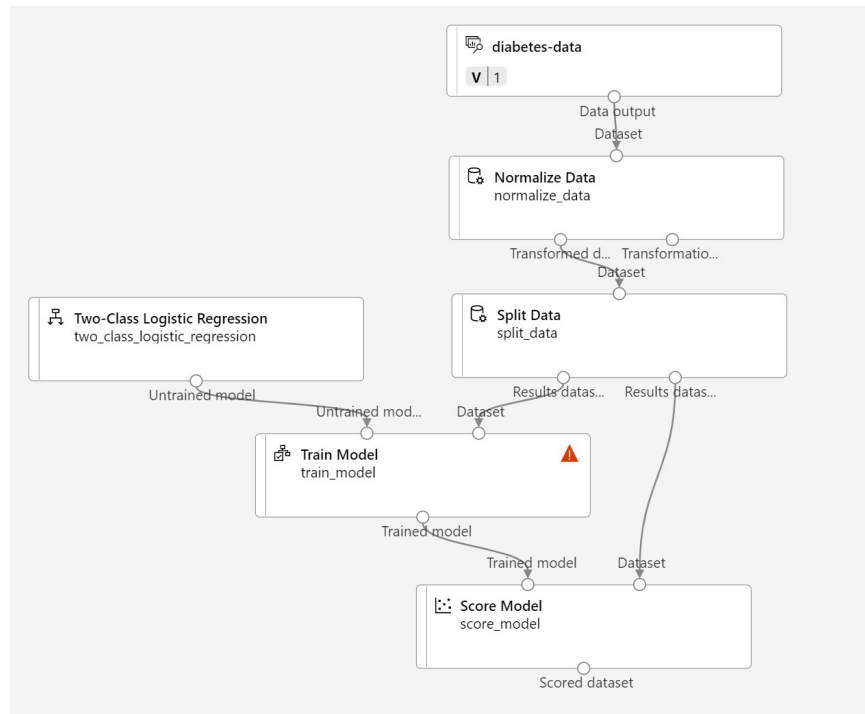 diabetes-data
V 1
Data output
Dataset
Normalize Data
normalize_data
Transformed d... Transformatio...
Dataset
Two-Class Logistic Regression
two_class_logistic_regression
Split Data
split_data
Untrained model
Results datas... Results datas...
Untrained mod... Dataset
Train Model
train_model
Trained model
Trained model Dataset
Score Model
score_model
Scored dataset